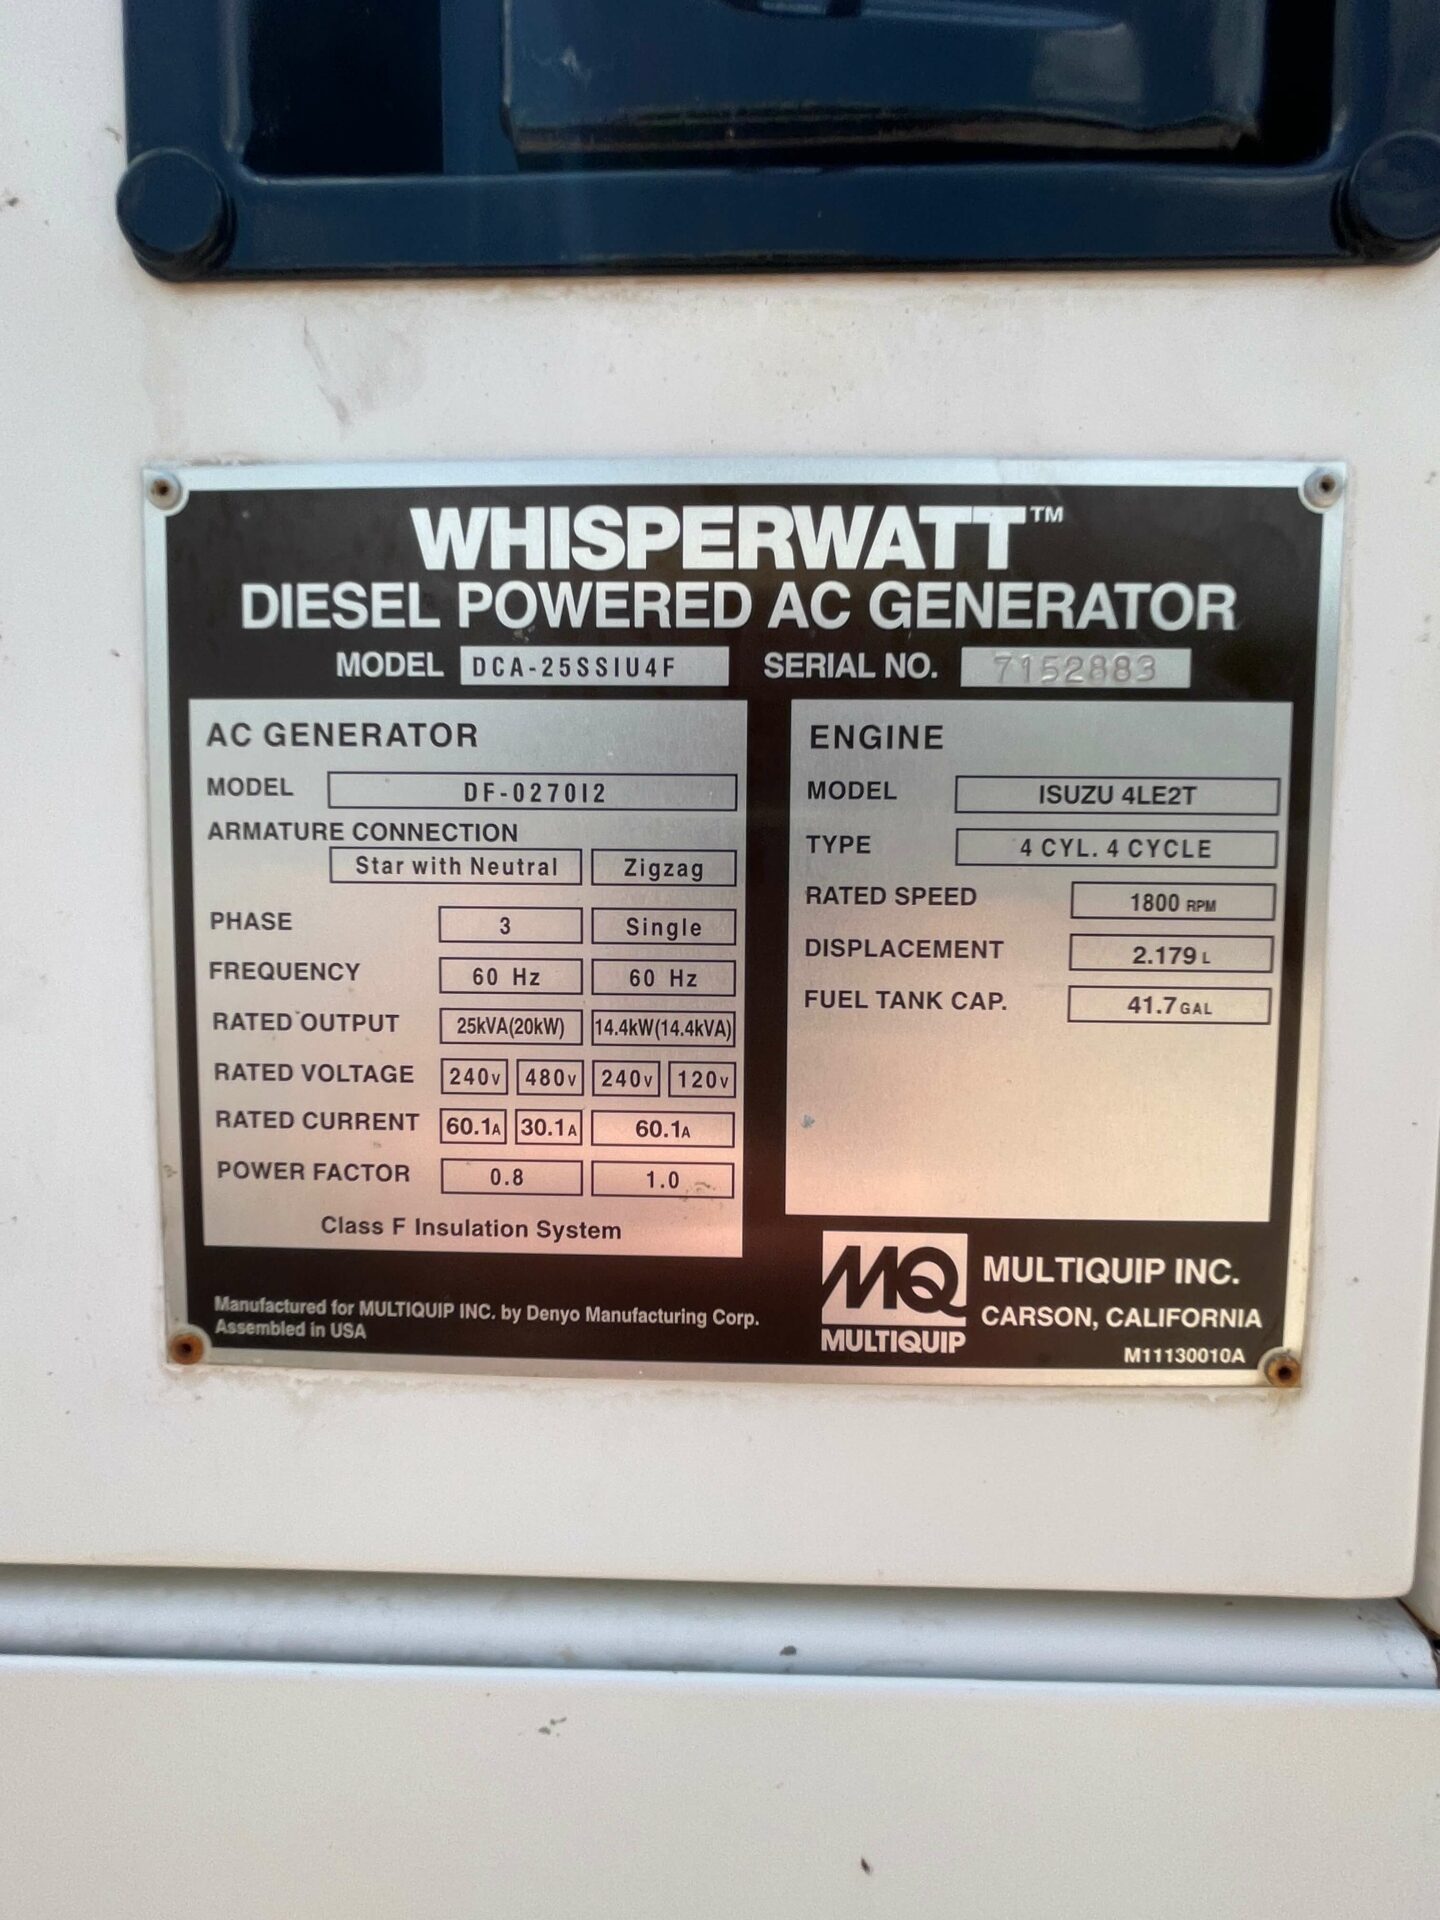 WHISPERWATT™
DIESEL POWERED AC GENERATOR
MODEL DCA-25SSIU4F SERIAL NO. 7152883
AC GENERATOR
MODEL DF-0270I2
ARMATURE CONNECTION
Star with Neutral Zigzag
PHASE 3 Single
FREQUENCY 60 Hz 60 Hz
RATED OUTPUT 25kVA(20kW) 14.4kW(14.4kVA)
RATED VOLTAGE 240V 480V 240V 120V
RATED CURRENT 60.1A 30.1A 60.1A
POWER FACTOR 0.8 1.0
Class F Insulation System
ENGINE
MODEL ISUZU 4LE2T
TYPE 4 CYL. 4 CYCLE
RATED SPEED 1800 RPM
DISPLACEMENT 2.179 L
FUEL TANK CAP. 41.7 GAL
Manufactured for MULTIQUIP INC. by Denyo Manufacturing Corp.
Assembled in USA
MQ
MULTIQUIP
MULTIQUIP INC.
CARSON, CALIFORNIA
M11130010A